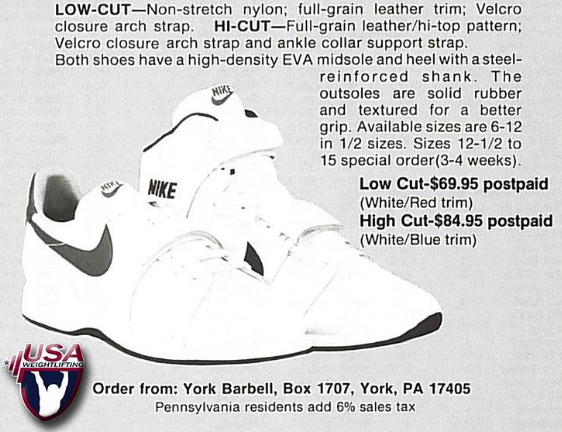 LOW-CUT—Non-stretch nylon; full-grain leather trim; Velcro
closure arch strap. HI-CUT—Full-grain leather/hi-top pattern;
Velcro closure arch strap and ankle collar support strap.
Both shoes have a high-density EVA midsole and heel with a steel-
reinforced shank. The
outsoles are solid rubber
and textured for a better
grip. Available sizes are 6-12
in 1/2 sizes. Sizes 12-1/2 to
15 special order(3-4 weeks).
Low Cut-$69.95 postpaid
(White/Red trim)
High Cut-$84.95 postpaid
(White/Blue trim)
NIKE
NIKE
NIKE
USA
WEIGHTLIFTING
Order from: York Barbell, Box 1707, York, PA 17405
Pennsylvania residents add 6% sales tax